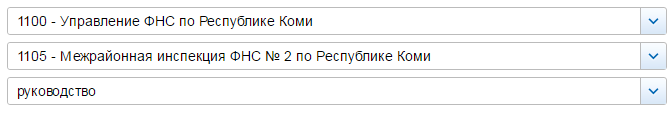 1100 - Управление ФНС по Республике Коми
1105 - Межрайонная инспекция ФНС № 2 по Республике Коми
руководство